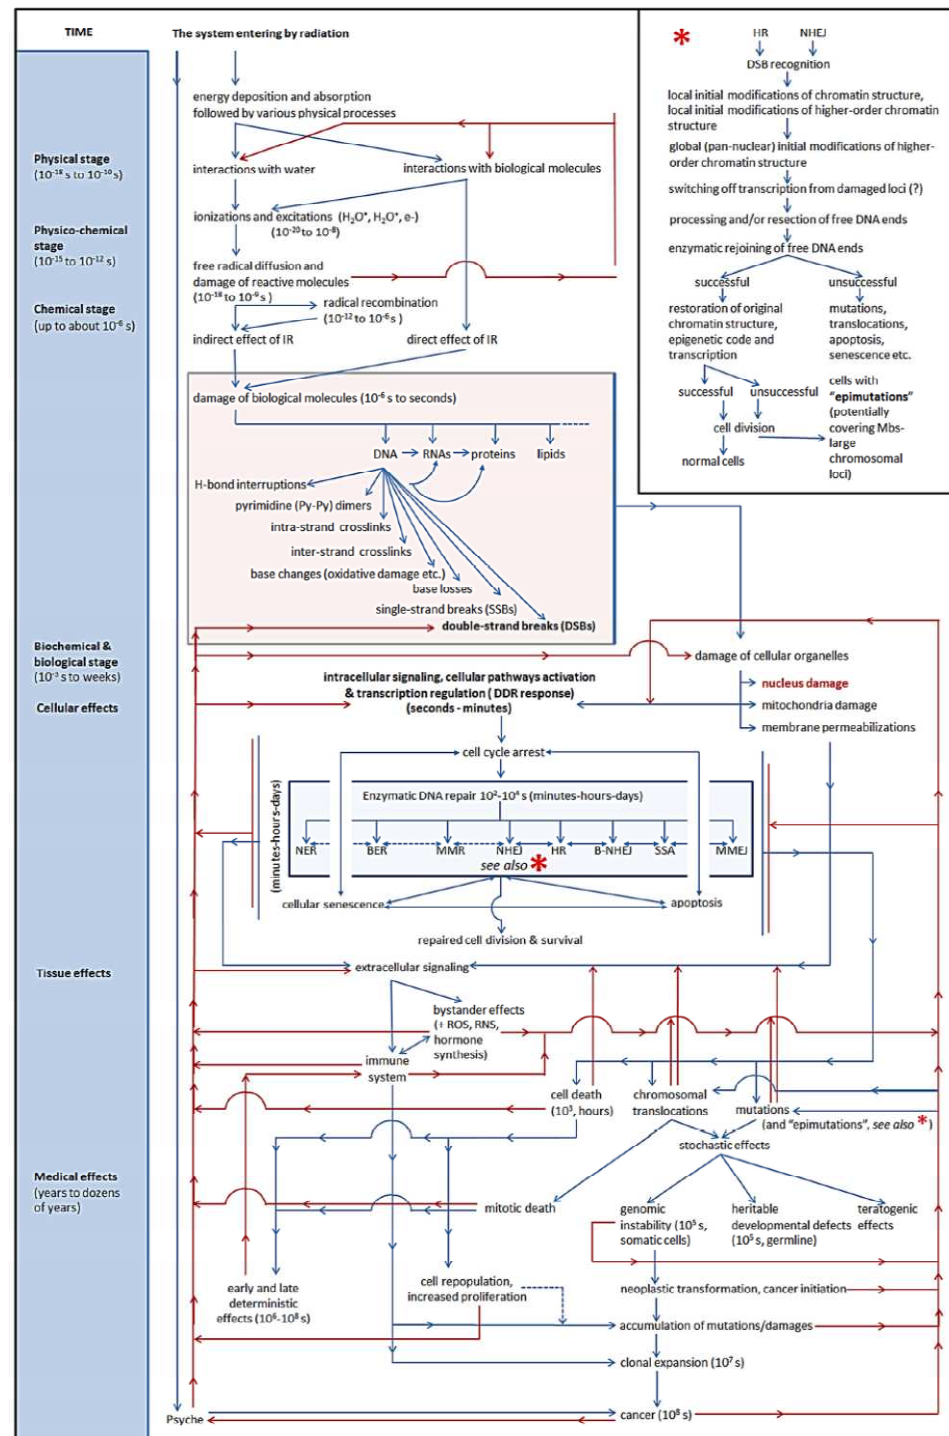 TIME
The system entering by radiation
energy deposition and absorption
followed by various physical processes
Physical stage
(10⁻¹⁸ s to 10⁻¹⁰ s)
interactions with water
interactions with biological molecules
ionizations and excitations (H₂O⁺, H₂O*, e-)
(10⁻²⁰ to 10⁻⁸)
Physico-chemical
stage
(10⁻¹⁵ to 10⁻¹² s)
free radical diffusion and
damage of reactive molecules
(10⁻¹⁸ to 10⁻⁹ s)
Chemical stage
(up to about 10⁻⁶ s)
radical recombination
(10⁻¹² to 10⁻⁶ s)
indirect effect of IR
direct effect of IR
damage of biological molecules (10⁻⁶ s to seconds)
DNA
RNAs
proteins
lipids
H-bond interruptions
pyrimidine (Py-Py) dimers
intra-strand crosslinks
inter-strand crosslinks
base changes (oxidative damage etc.)
base losses
single-strand breaks (SSBs)
double-strand breaks (DSBs)
*
HR
NHEJ
DSB recognition
local initial modifications of chromatin structure,
local initial modifications of higher-order chromatin
structure
global (pan-nuclear) initial modifications of higher-
order chromatin structure
switching off transcription from damaged loci (?)
processing and/or resection of free DNA ends
enzymatic rejoining of free DNA ends
successful
unsuccessful
restoration of original
chromatin structure,
epigenetic code and
transcription
mutations,
translocations,
apoptosis,
senescence etc.
successful
unsuccessful
cell division
normal cells
cells with
"epimutations"
(potentially
covering Mbs-
large
chromosomal
loci)
Biochemical &
biological stage
(10⁻³ s to weeks)
Cellular effects
damage of cellular organelles
nucleus damage
mitochondria damage
membrane permeabilizations
intracellular signaling, cellular pathways activation
& transcription regulation ( DDR response)
(seconds - minutes)
cell cycle arrest
(minutes-hours-days)
Enzymatic DNA repair 10²-10⁴ s (minutes-hours-days)
NER
BER
MMR
NHEJ
HR
B-NHEJ
SSA
MMEJ
see also *
cellular senescence
apoptosis
repaired cell division & survival
Tissue effects
extracellular signaling
bystander effects
(+ ROS, RNS,
hormone
synthesis)
immune
system
cell death
(10³, hours)
chromosomal
translocations
mutations
(and "epimutations", see also *)
stochastic effects
Medical effects
(years to dozens
of years)
mitotic death
genomic
instability (10⁵ s,
somatic cells)
heritable
developmental defects
(10⁵ s, germline)
teratogenic
effects
early and late
deterministic
effects (10⁶-10⁸ s)
cell repopulation,
increased proliferation
neoplastic transformation, cancer initiation
accumulation of mutations/damages
clonal expansion (10⁷ s)
Psyche
cancer (10⁸ s)